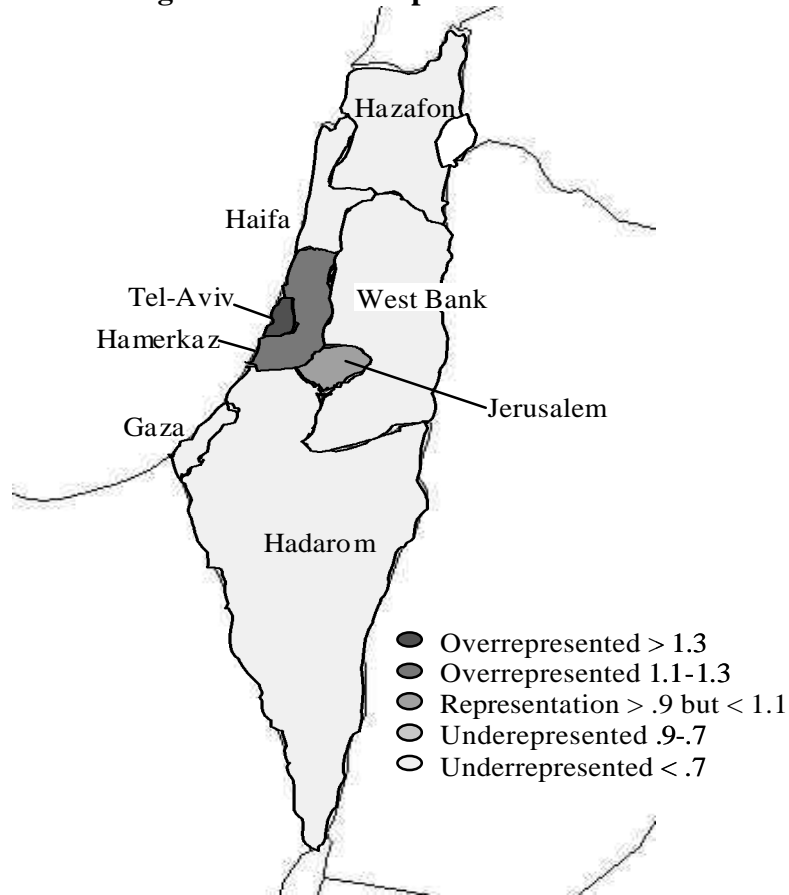 Hazafon
Haifa
Tel-Aviv
West Bank
Hamerkaz
Jerusalem
Gaza
Hadarom
Overrepresented > 1.3
Overrepresented 1.1-1.3
Representation > .9 but < 1.1
Underepresented .9-.7
Underrepresented < .7